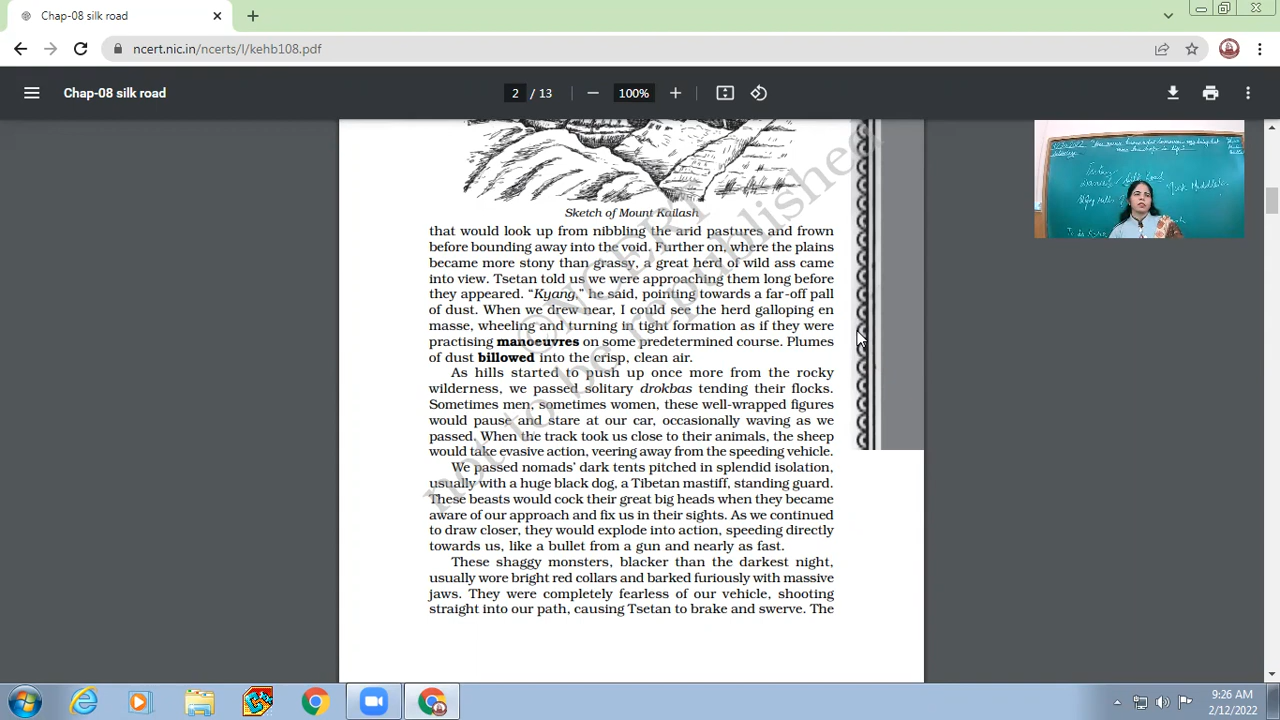 Chap-08 silk road
ncert.nic.in/ncerts/l/kehb108.pdf
Chap-08 silk road
2 / 13
100%
Sketch of Mount Kailash
that would look up from nibbling the arid pastures and frown
before bounding away into the void. Further on, where the plains
became more stony than grassy, a great herd of wild ass came
into view. Tsetan told us we were approaching them long before
they appeared. “Kyang,” he said, pointing towards a far-off pall
of dust. When we drew near, I could see the herd galloping en
masse, wheeling and turning in tight formation as if they were
practising manoeuvres on some predetermined course. Plumes
of dust billowed into the crisp, clean air.
As hills started to push up once more from the rocky
wilderness, we passed solitary drokbas tending their flocks.
Sometimes men, sometimes women, these well-wrapped figures
would pause and stare at our car, occasionally waving as we
passed. When the track took us close to their animals, the sheep
would take evasive action, veering away from the speeding vehicle.
We passed nomads’ dark tents pitched in splendid isolation,
usually with a huge black dog, a Tibetan mastiff, standing guard.
These beasts would cock their great big heads when they became
aware of our approach and fix us in their sights. As we continued
to draw closer, they would explode into action, speeding directly
towards us, like a bullet from a gun and nearly as fast.
These shaggy monsters, blacker than the darkest night,
usually wore bright red collars and barked furiously with massive
jaws. They were completely fearless of our vehicle, shooting
straight into our path, causing Tsetan to brake and swerve. The
©NCERT
not to be republished
Silk Road
Nick Middleton
9:26 AM
2/12/2022